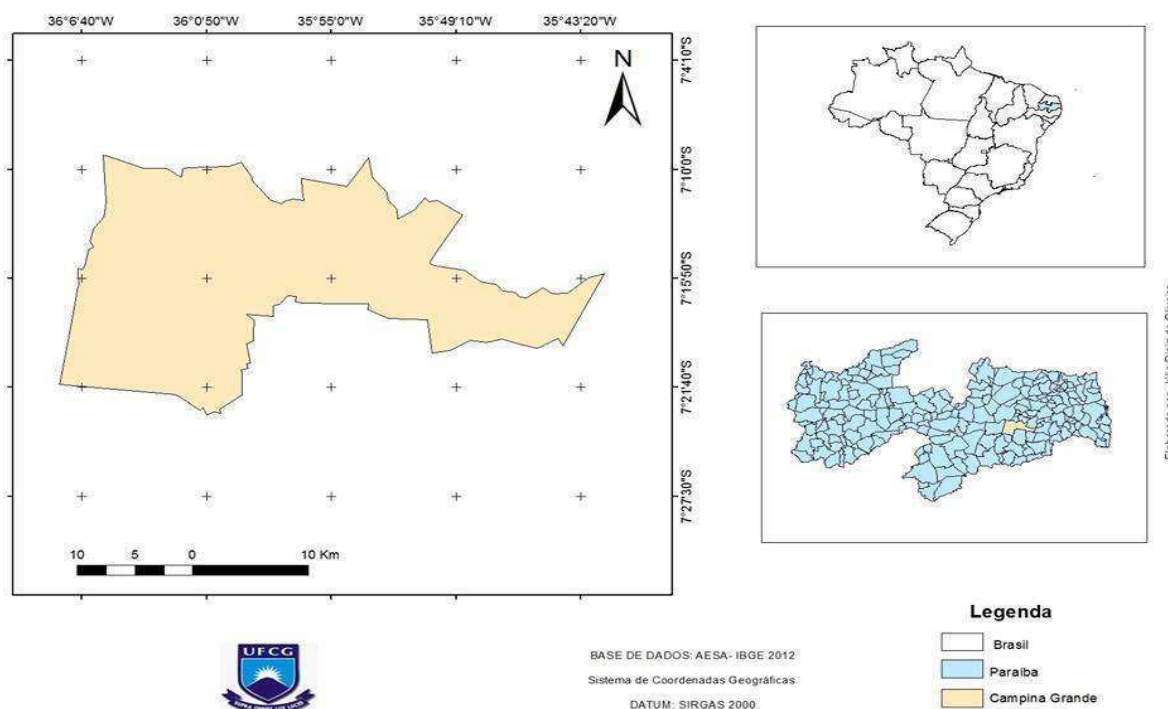 36°6'40"W 36°0'50"W 35°55'0"W 35°49'10"W 35°43'20"W
7°4'10"S
7°10'0"S
7°15'50"S
7°21'40"S
7°27'30"S
N
10 5 0 10 Km
Legenda
Brasil
Paraíba
Campina Grande
UFCG
BASE DE DADOS: AESA- IBGE 2012
Sistema de Coordenadas Geográficas
DATUM: SIRGAS 2000